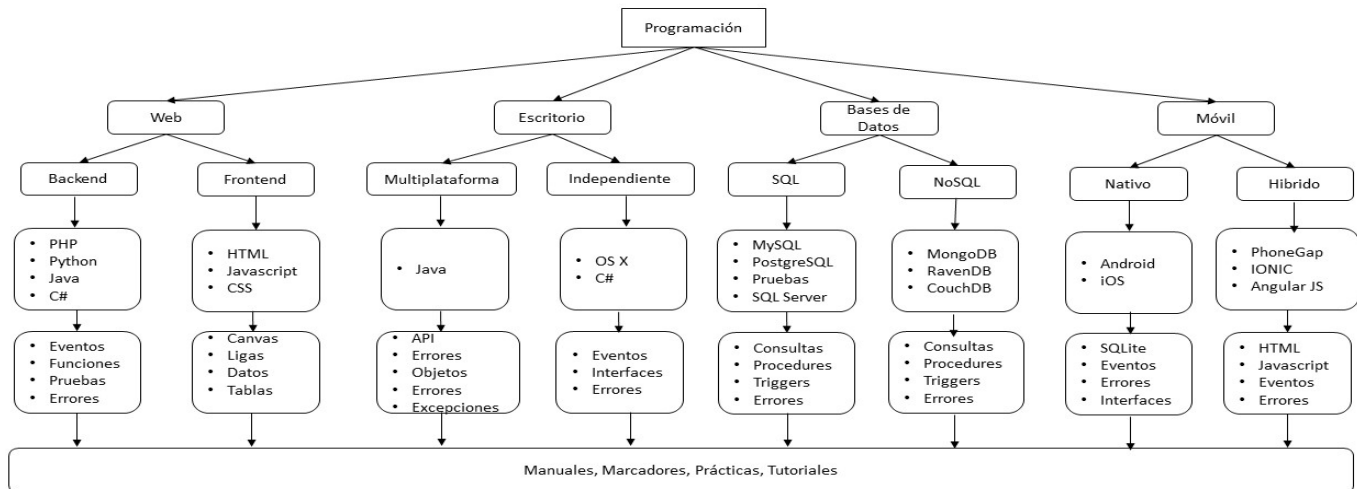 Programación
Web
Escritorio
Bases de
Datos
Móvil
Backend
Frontend
Multiplataforma
Independiente
SQL
NoSQL
Nativo
Hibrido
• PHP
• Python
• Java
• C#
• HTML
• Javascript
• CSS
• Java
• OS X
• C#
• MySQL
• PostgreSQL
• Pruebas
• SQL Server
• MongoDB
• RavenDB
• CouchDB
• Android
• iOS
• PhoneGap
• IONIC
• Angular JS
• Eventos
• Funciones
• Pruebas
• Errores
• Canvas
• Ligas
• Datos
• Tablas
• API
• Errores
• Objetos
• Errores
• Excepciones
• Eventos
• Interfaces
• Errores
• Consultas
• Procedures
• Triggers
• Errores
• Consultas
• Procedures
• Triggers
• Errores
• SQLite
• Eventos
• Errores
• Interfaces
• HTML
• Javascript
• Eventos
• Errores
Manuales, Marcadores, Prácticas, Tutoriales